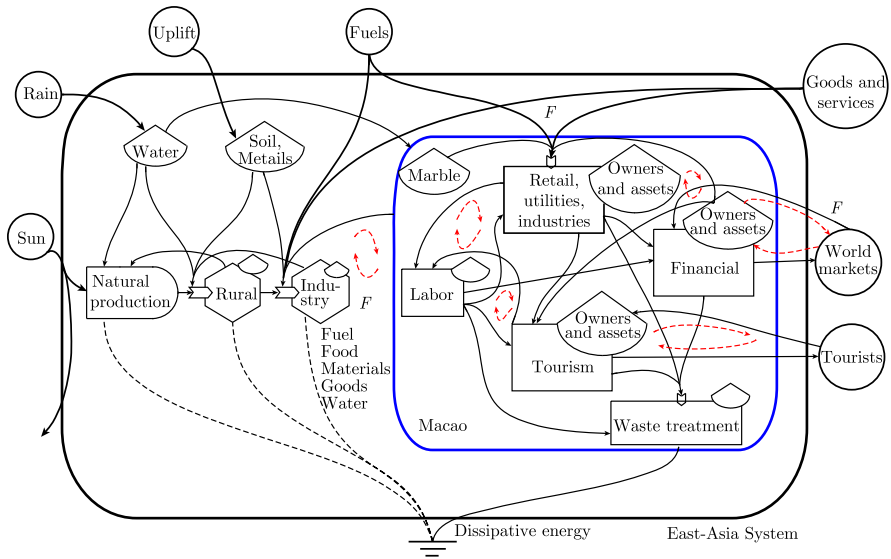 Uplift
Fuels
Rain
Goods and
services
F
Water
Soil,
Metails
Marble
Retail,
utilities,
industries
Owners
and assets
Owners
and assets
F
Sun
World
markets
Natural
production
Rural
Indu-
stry
F
Labor
Financial
Owners
and assets
Fuel
Food
Materials
Goods
Water
Tourism
Tourists
Macao
Waste treatment
Dissipative energy
East-Asia System